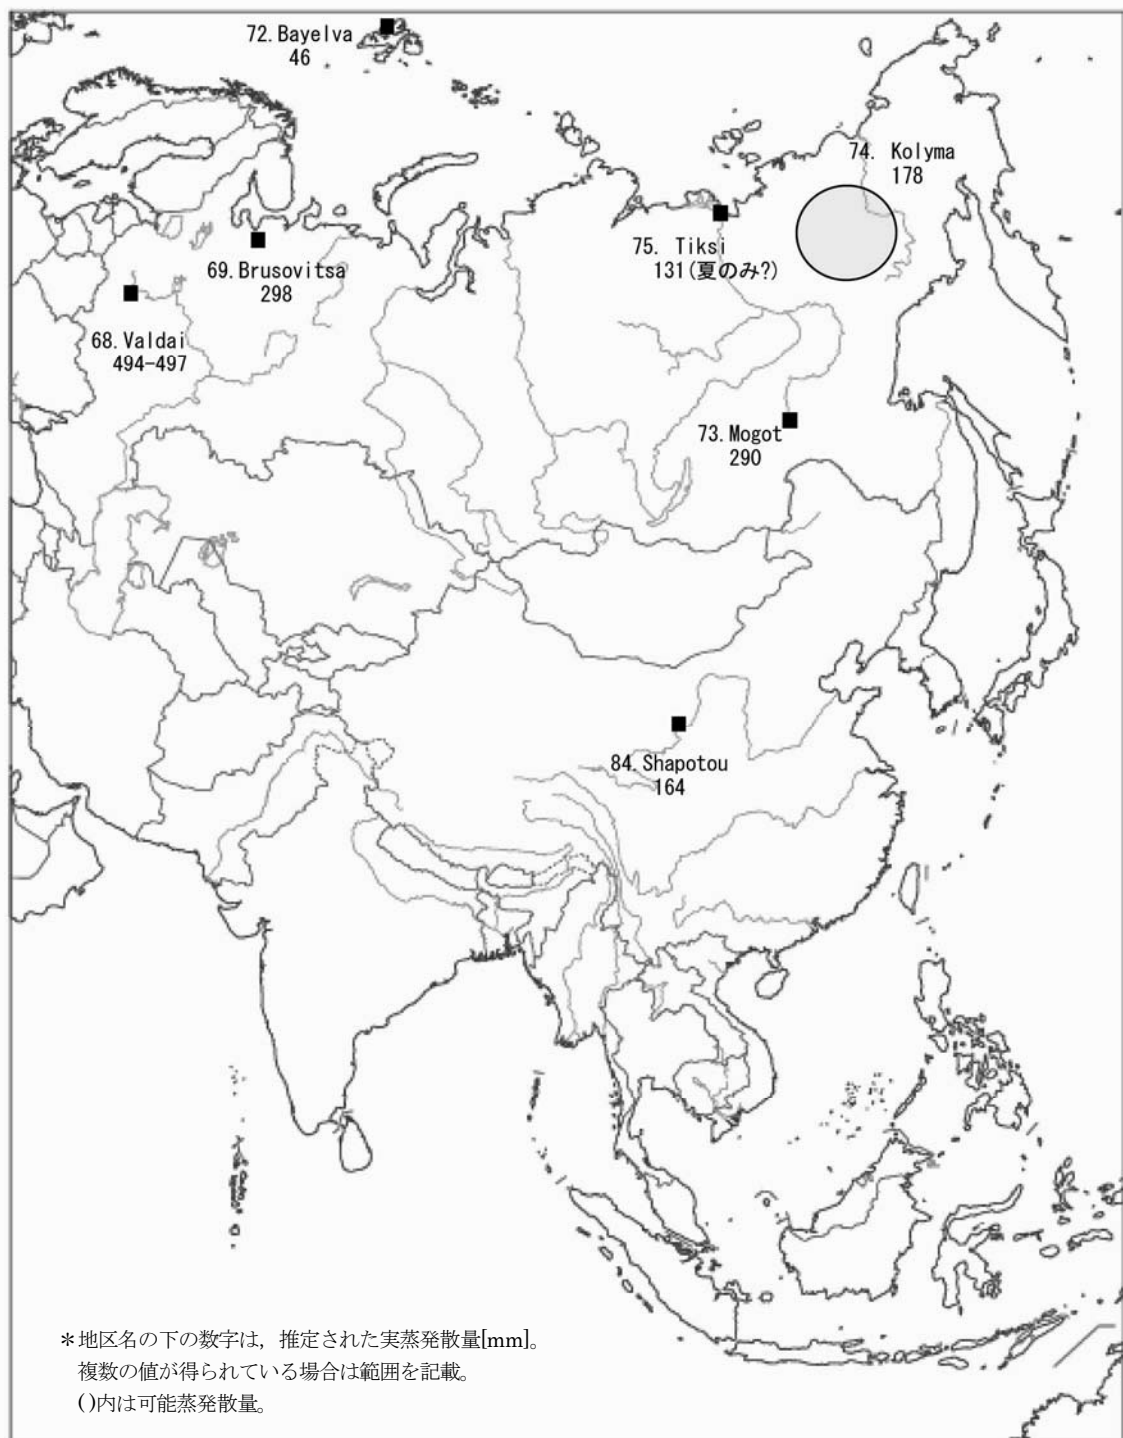 72. Bayelva
46
74. Kolyma
178
75. Tiksi
131(夏のみ?)
69. Brusovitsa
298
68. Valdai
494-497
73. Mogot
290
84. Shapotou
164
*地区名の下の数字は，推定された実蒸発散量[mm]。
複数の値が得られている場合は範囲を記載。
()内は可能蒸発散量。